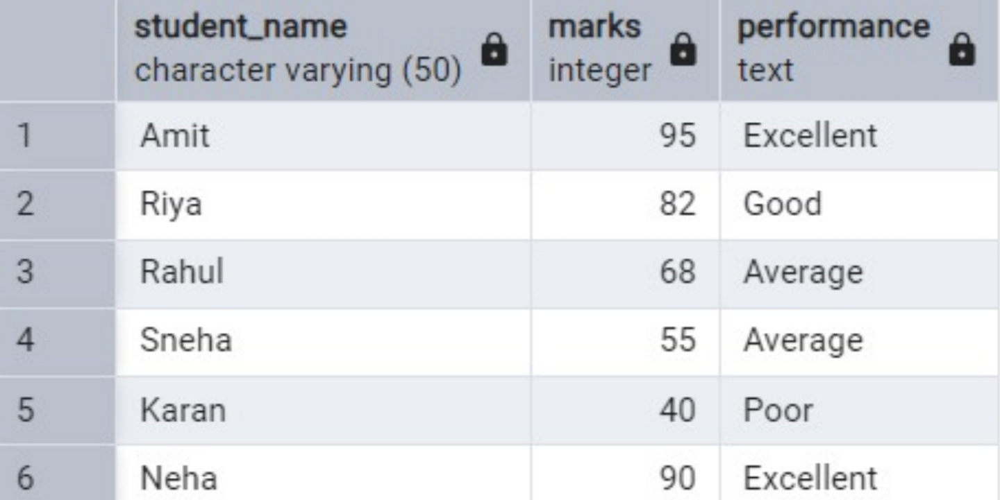 student_name marks performance
character varying (50) integer text
1 Amit 95 Excellent
2 Riya 82 Good
3 Rahul 68 Average
4 Sneha 55 Average
5 Karan 40 Poor
6 Neha 90 Excellent